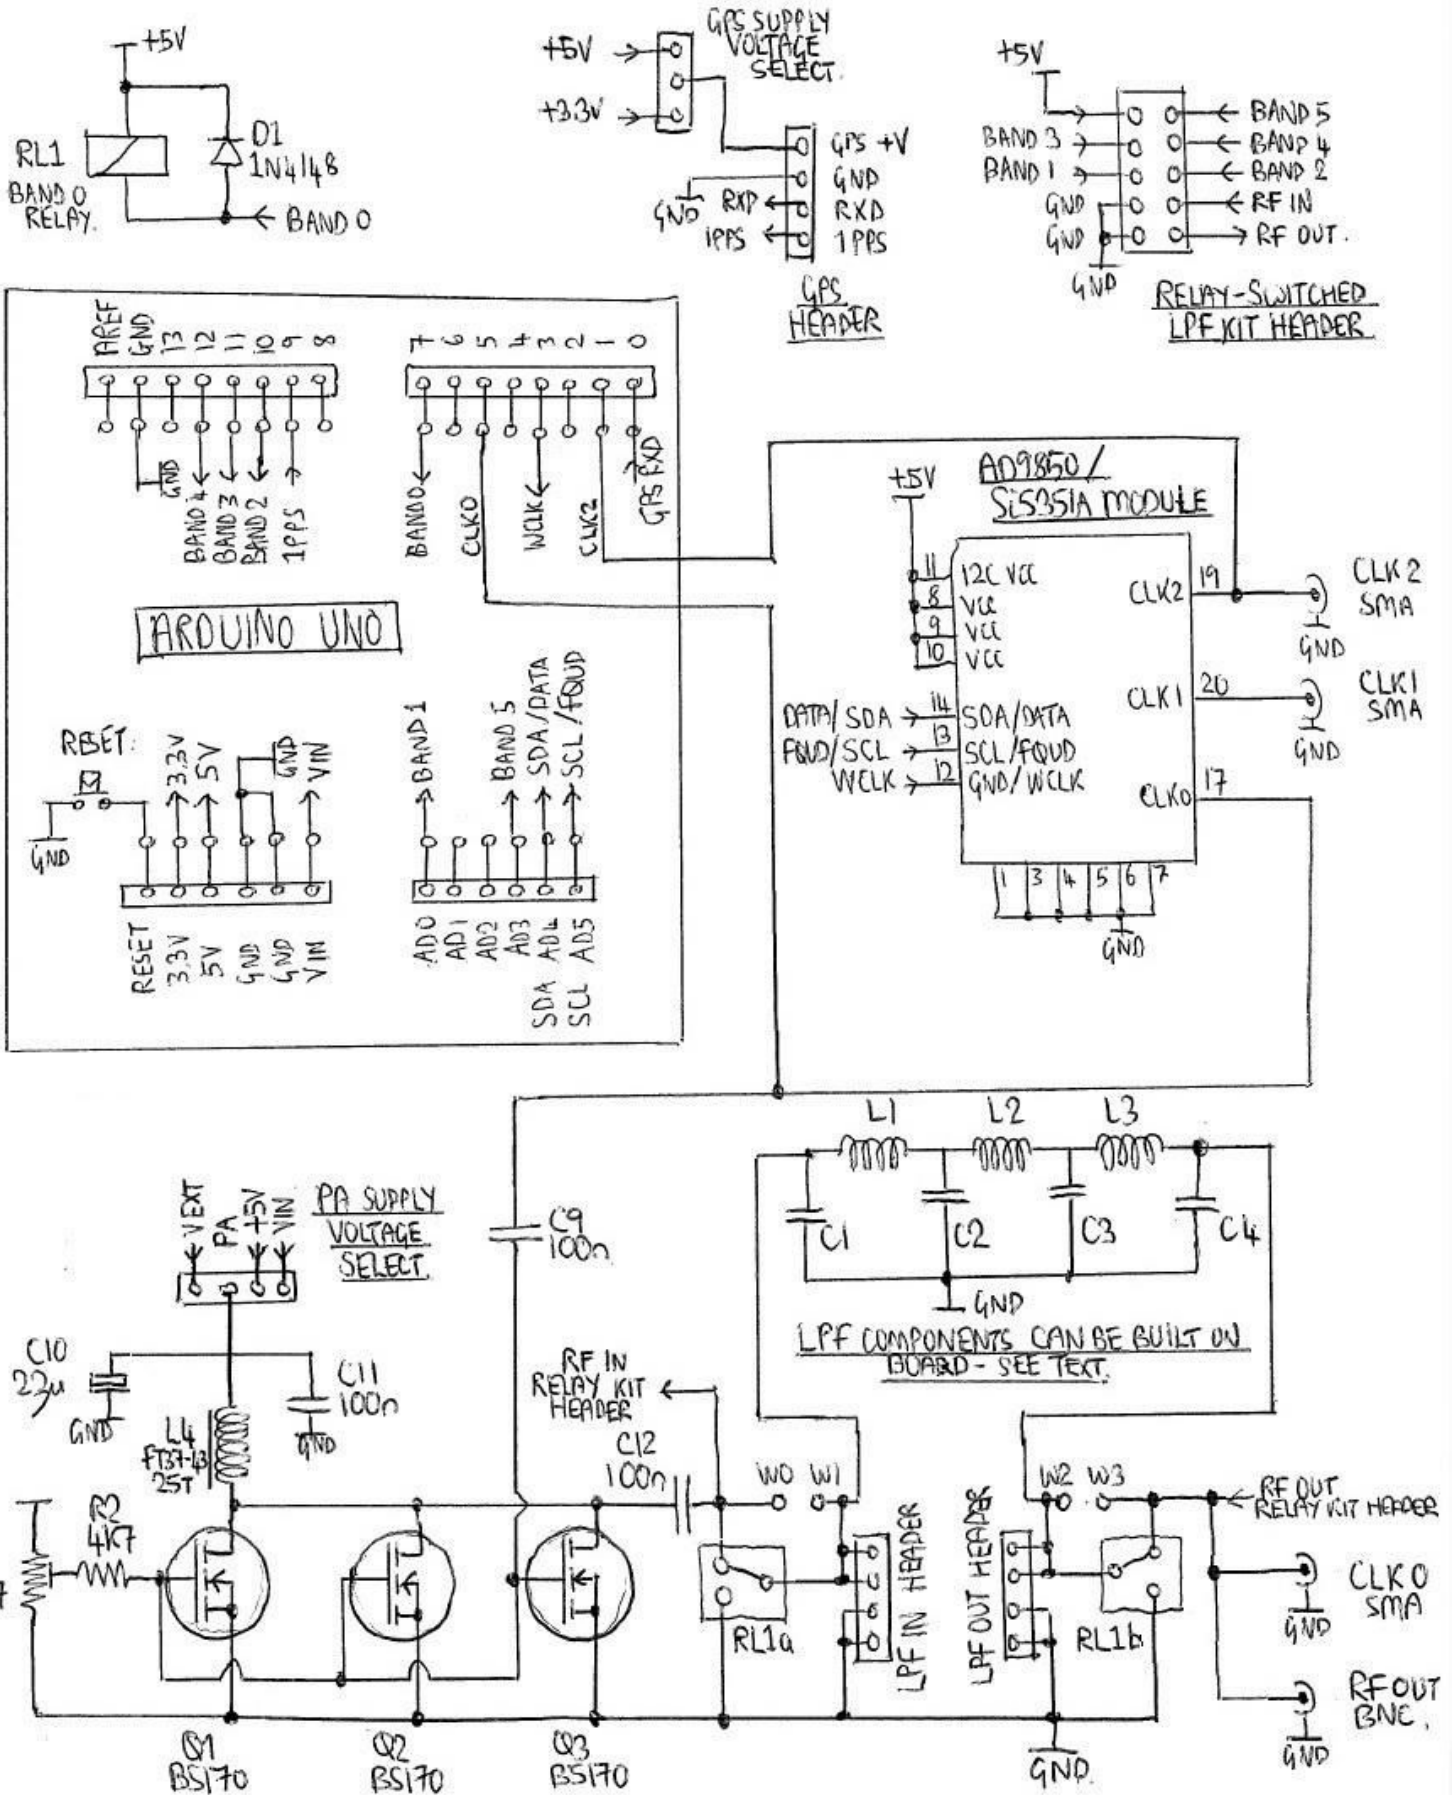 +5V
RL1
BAND 0
RELAY.
D1
1N4148
BAND 0
GPS SUPPLY
VOLTAGE
SELECT.
+5V
+3.3V
GPS +V
GND
RXD
1PPS
GND
RXD
1PPS
GPS
HEADER
+5V
BAND 3
BAND 1
GND
GND
GND
BAND 5
BAND 4
BAND 2
RF IN
RF OUT.
RELAY-SWITCHED
LPF KIT HEADER
AREF
GND
13
12
11
10
9
8
7
6
5
4
3
2
1
0
GND
BAND 4
BAND 3
BAND 2
1PPS
BAND 0
CLK0
WCLK
CLK2
GPS RXD
ARDUINO UNO
RESET:
GND
3.3V
5V
GND
VIN
RESET
3.3V
5V
GND
GND
VIN
BAND 1
BAND 5
SDA/DATA
SCL/FQUD
AD0
AD1
AD2
AD3
SDA AD4
SCL AD5
AD9850/
Si5351A MODULE
+5V
11
8
9
10
I2C VCC
VCC
VCC
VCC
DATA/SDA
FQUD/SCL
WCLK
14
13
12
SDA/DATA
SCL/FQUD
GND/WCLK
CLK2
19
CLK1
20
CLK0
17
CLK2
SMA
GND
CLK1
SMA
GND
1
3
4
5
6
7
GND
L1
L2
L3
C1
C2
C3
C4
GND
LPF COMPONENTS CAN BE BUILT ON
BOARD - SEE TEXT.
VEXT
PA
+5V
VIN
PA SUPPLY
VOLTAGE
SELECT.
C9
100n
C10
22u
GND
C11
100n
GND
L4
FT37-43
25T
RF IN
RELAY KIT
HEADER
C12
100n
W0
W1
W2
W3
RF OUT
RELAY KIT HEADER
R3
4K7
7
RL1a
LPF IN HEADER
LPF OUT HEADER
RL1b
CLK0
SMA
GND
RF OUT
BNC.
GND
Q1
BS170
Q2
BS170
Q3
BS170
GND.